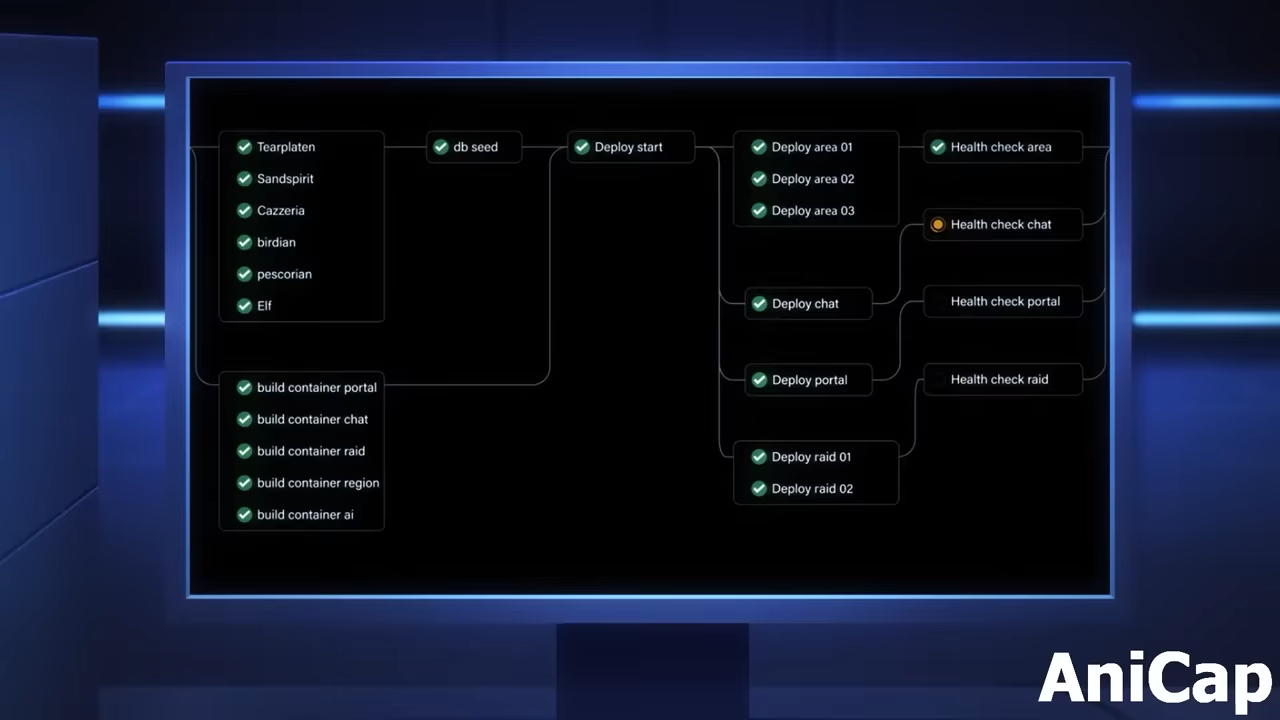 Tearplaten
Sandspirit
Cazzeria
birdian
pescorian
Elf
build container portal
build container chat
build container raid
build container region
build container ai
db seed
Deploy start
Deploy area 01
Deploy area 02
Deploy area 03
Deploy chat
Deploy portal
Deploy raid 01
Deploy raid 02
Health check area
Health check chat
Health check portal
Health check raid
AniCap